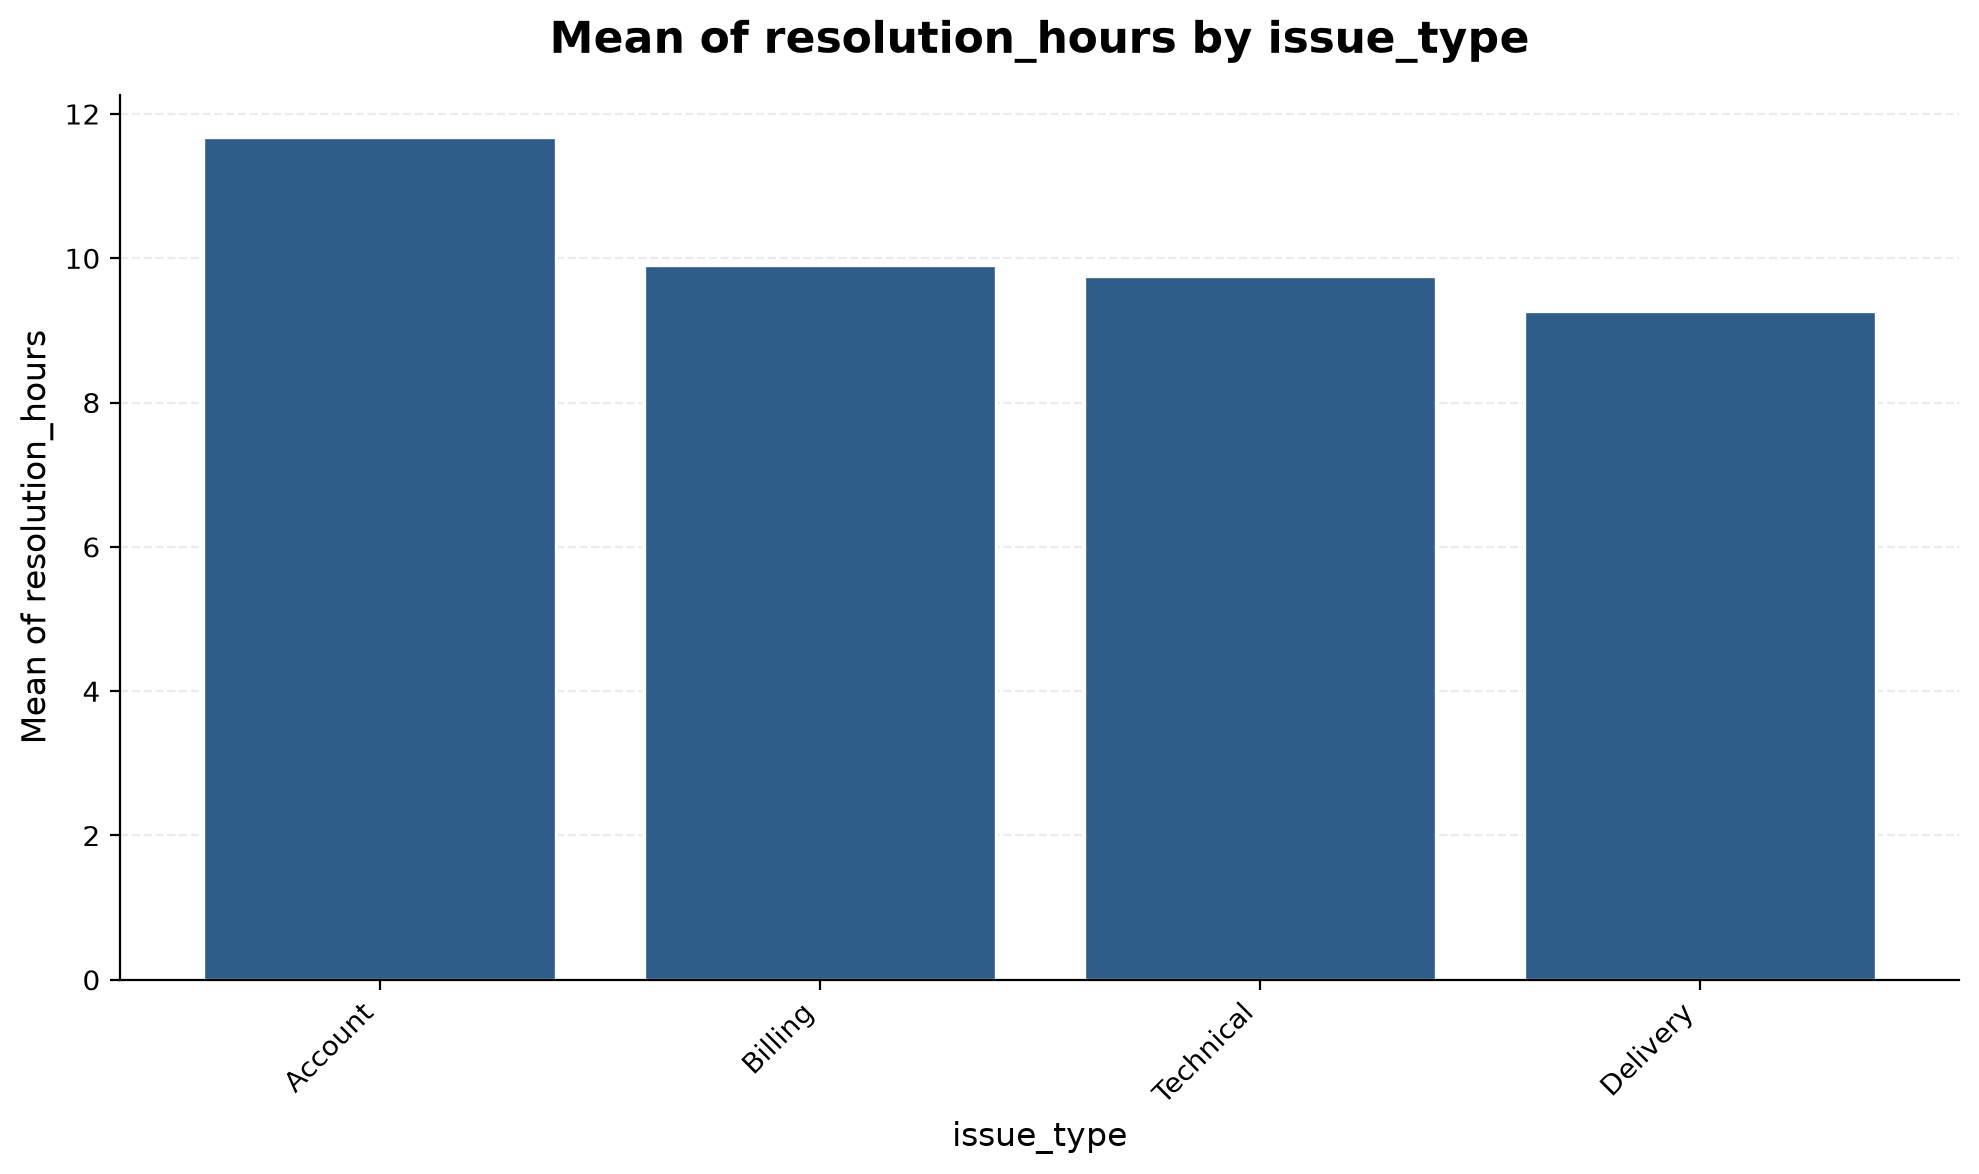 Mean of resolution_hours by issue_type
Mean of resolution_hours
12
10
8
6
4
2
0
Account
Billing
Technical
Delivery
issue_type